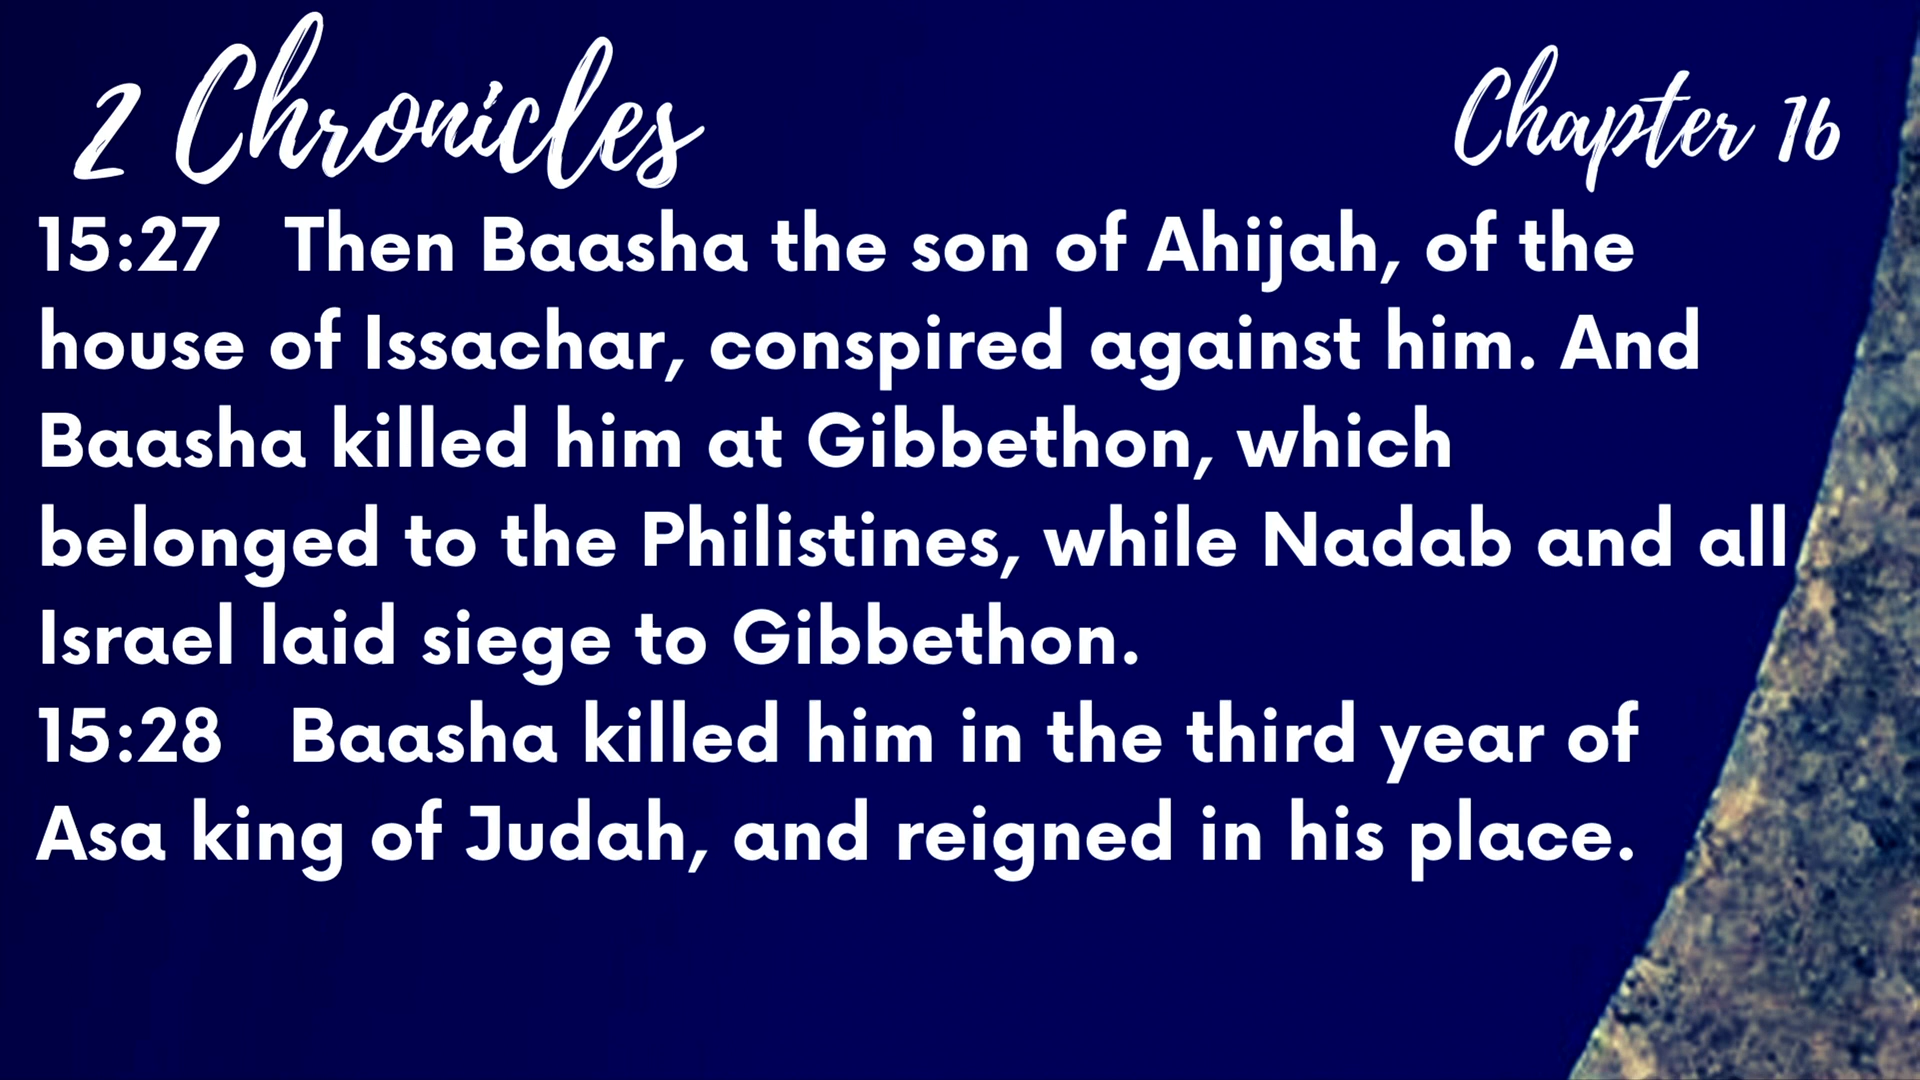 2 Chronicles
Chapter 16
15:27 Then Baasha the son of Ahijah, of the
house of Issachar, conspired against him. And
Baasha killed him at Gibbethon, which
belonged to the Philistines, while Nadab and all
Israel laid siege to Gibbethon.
15:28 Baasha killed him in the third year of
Asa king of Judah, and reigned in his place.